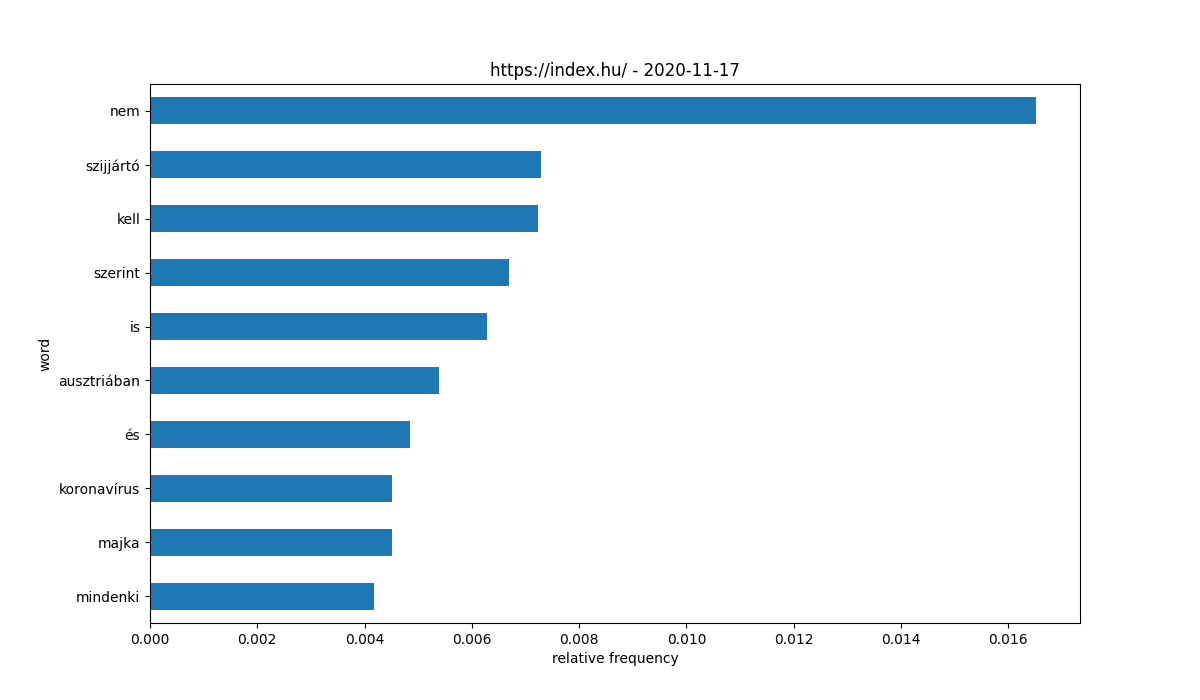 https://index.hu/ - 2020-11-17
nem
szijjártó
kell
szerint
is
ausztriában
és
koronavírus
majka
mindenki
word
0.000 0.002 0.004 0.006 0.008 0.010 0.012 0.014 0.016
relative frequency